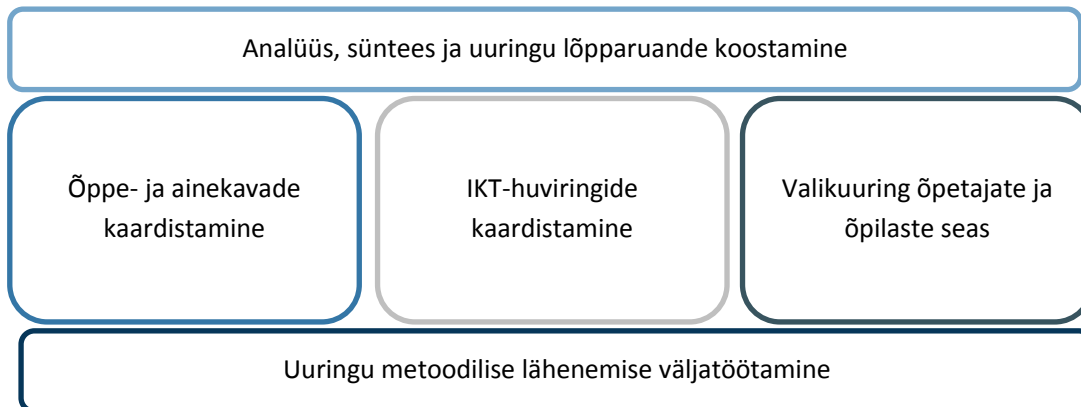 Analüüs, süntees ja uuringu lõpparuande koostamine
Õppe- ja ainekavade
kaardistamine
IKT-huviringide
kaardistamine
Valikuuring õpetajate ja
õpilaste seas
Uuringu metoodilise lähenemise väljatöötamine